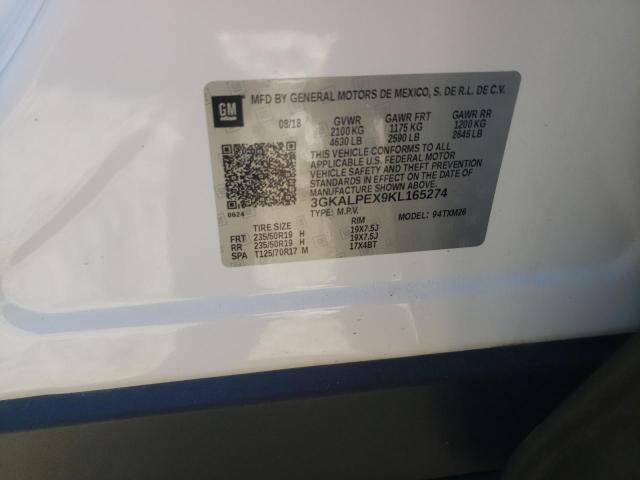 GM
MFD BY GENERAL MOTORS DE MEXICO, S. DE R.L. DE C.V.
08/18 GVWR GAWR FRT GAWR RR
2100 KG 1175 KG 1200 KG
4630 LB 2590 LB 2645 LB
THIS VEHICLE CONFORMS TO ALL
APPLICABLE U.S. FEDERAL MOTOR
VEHICLE SAFETY AND THEFT PREVENTION
STANDARDS IN EFFECT ON THE DATE OF
MANUFACTURE SHOWN ABOVE.
3GKALPEX9KL165274
0624 TYPE: M.P.V. MODEL: 94TXM26
TIRE SIZE RIM
FRT 235/50R19 H 19X7.5J
RR 235/50R19 H 19X7.5J
SPA T125/70R17 M 17X4BT